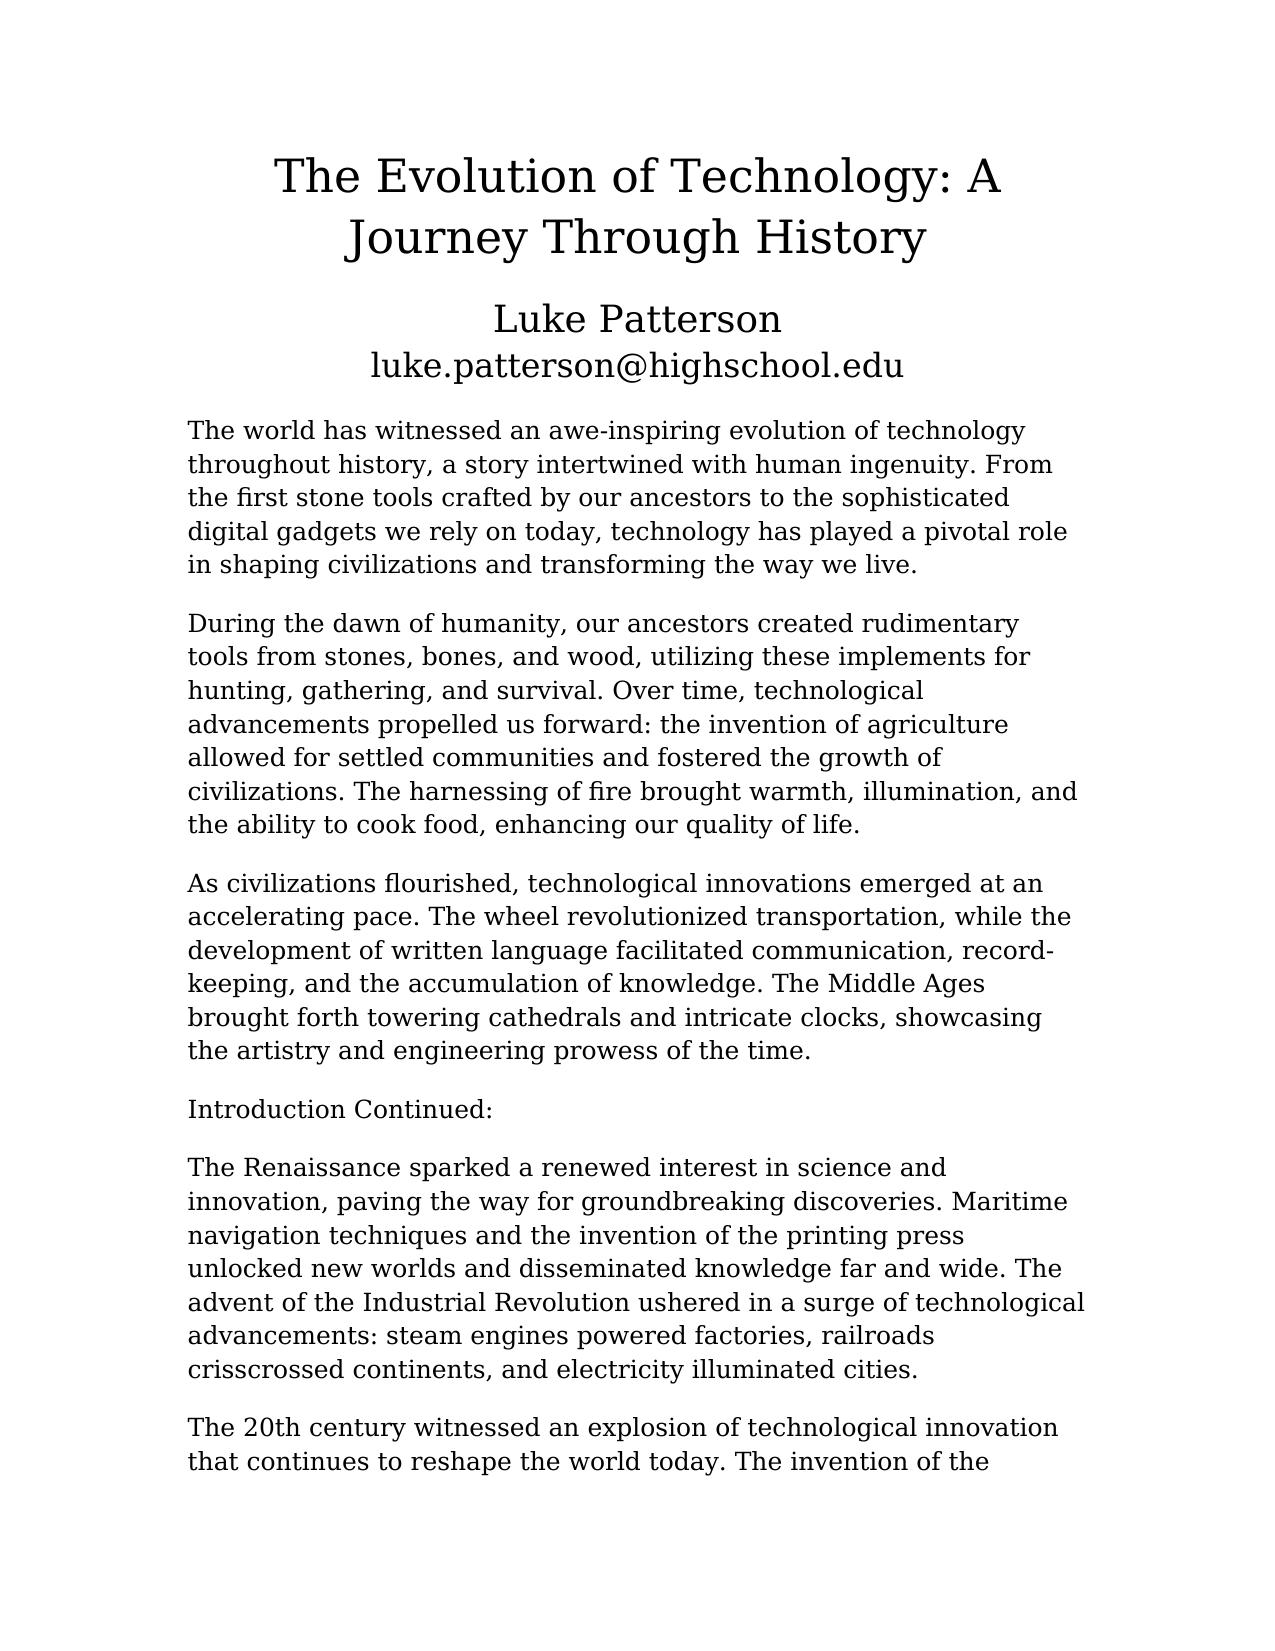 The Evolution of Technology: A
Journey Through History
Luke Patterson
luke.patterson@highschool.edu
The world has witnessed an awe-inspiring evolution of technology
throughout history, a story intertwined with human ingenuity. From
the first stone tools crafted by our ancestors to the sophisticated
digital gadgets we rely on today, technology has played a pivotal role
in shaping civilizations and transforming the way we live.
During the dawn of humanity, our ancestors created rudimentary
tools from stones, bones, and wood, utilizing these implements for
hunting, gathering, and survival. Over time, technological
advancements propelled us forward: the invention of agriculture
allowed for settled communities and fostered the growth of
civilizations. The harnessing of fire brought warmth, illumination, and
the ability to cook food, enhancing our quality of life.
As civilizations flourished, technological innovations emerged at an
accelerating pace. The wheel revolutionized transportation, while the
development of written language facilitated communication, record-
keeping, and the accumulation of knowledge. The Middle Ages
brought forth towering cathedrals and intricate clocks, showcasing
the artistry and engineering prowess of the time.
Introduction Continued:
The Renaissance sparked a renewed interest in science and
innovation, paving the way for groundbreaking discoveries. Maritime
navigation techniques and the invention of the printing press
unlocked new worlds and disseminated knowledge far and wide. The
advent of the Industrial Revolution ushered in a surge of technological
advancements: steam engines powered factories, railroads
crisscrossed continents, and electricity illuminated cities.
The 20th century witnessed an explosion of technological innovation
that continues to reshape the world today. The invention of the